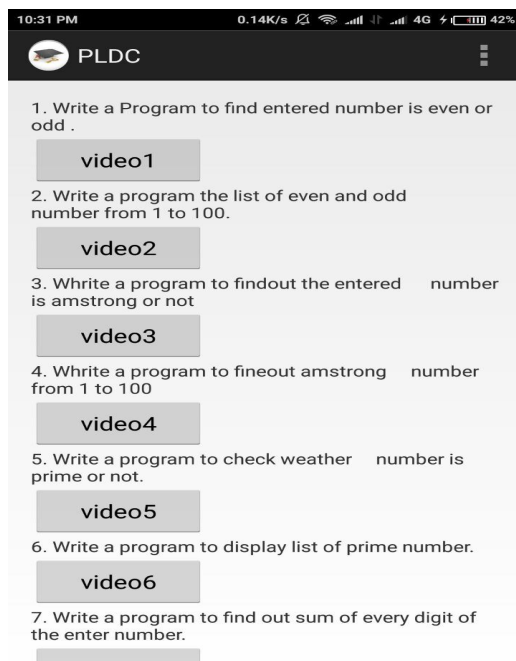 10:31 PM 0.14K/s 4G 42%
PLDC
1. Write a Program to find entered number is even or
odd .
video1
2. Write a program the list of even and odd
number from 1 to 100.
video2
3. Whrite a program to findout the entered number
is amstrong or not
video3
4. Whrite a program to fineout amstrong number
from 1 to 100
video4
5. Write a program to check weather number is
prime or not.
video5
6. Write a program to display list of prime number.
video6
7. Write a program to find out sum of every digit of
the enter number.